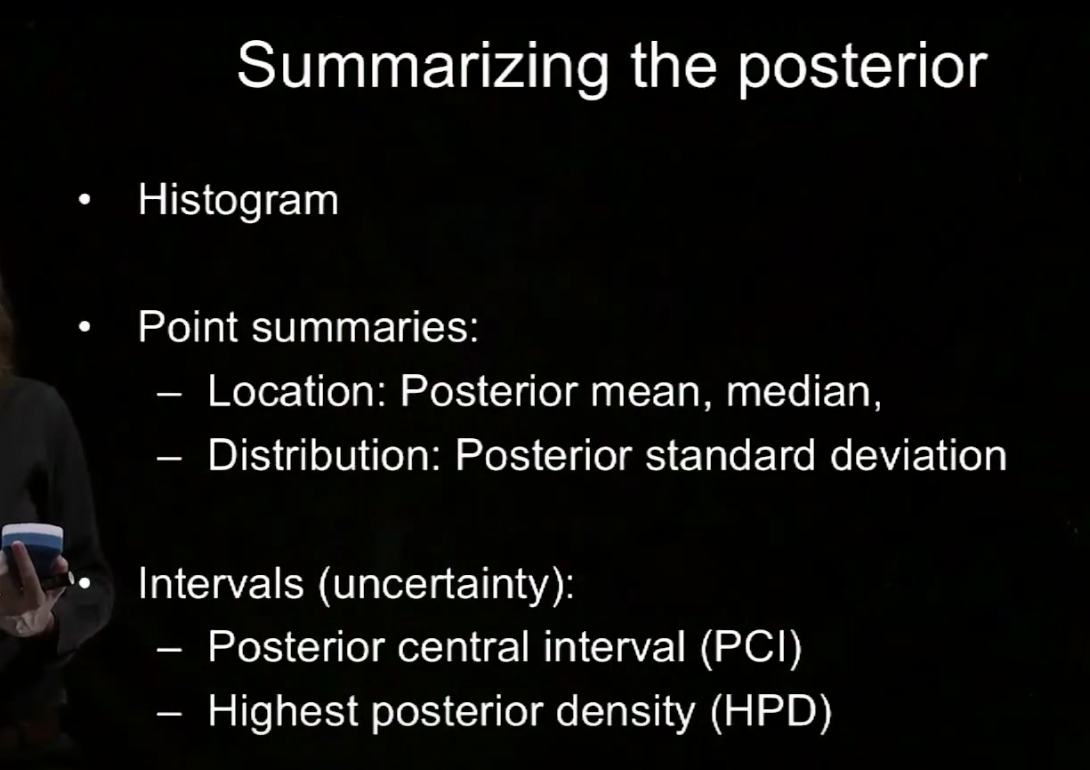 Summarizing the posterior
• Histogram
• Point summaries:
– Location: Posterior mean, median,
– Distribution: Posterior standard deviation
• Intervals (uncertainty):
– Posterior central interval (PCI)
– Highest posterior density (HPD)